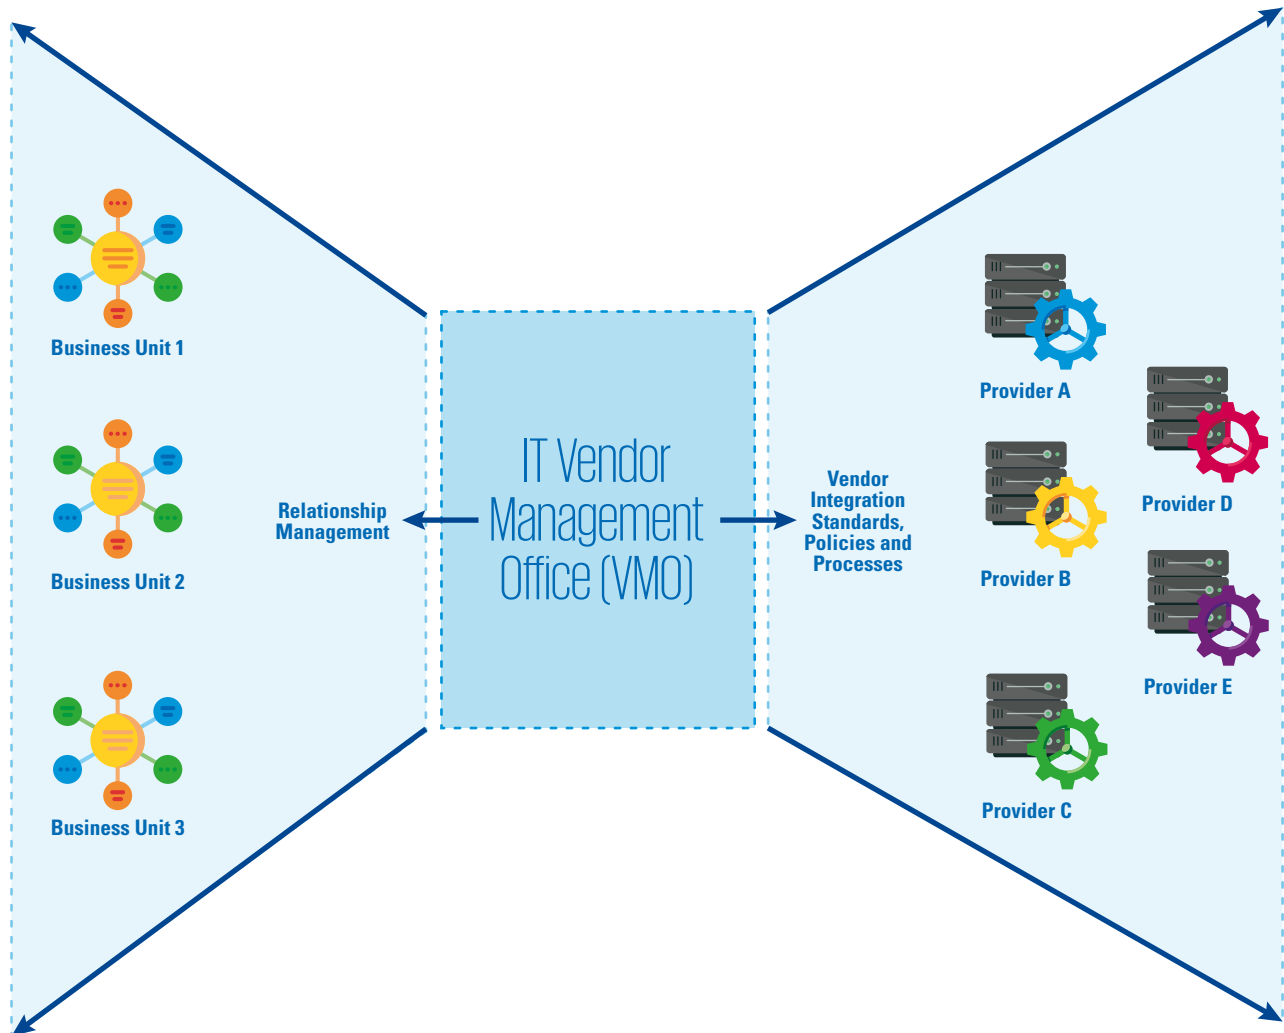 Business Unit 1
Business Unit 2
Business Unit 3
Relationship
Management
IT Vendor
Management
Office (VMO)
Vendor
Integration
Standards,
Policies and
Processes
Provider A
Provider B
Provider C
Provider D
Provider E